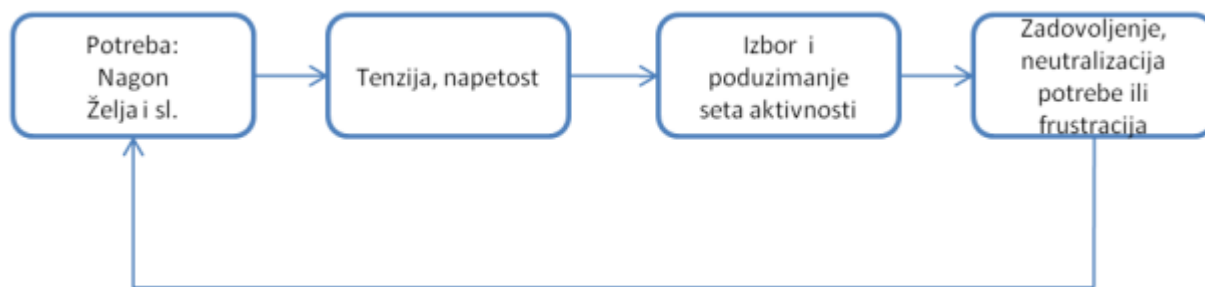 Potreba:
Nagon
Želja i sl.
Tenzija, napetost
Izbor i
poduzimanje
seta aktivnosti
Zadovoljenje,
neutralizacija
potrebe ili
frustracija